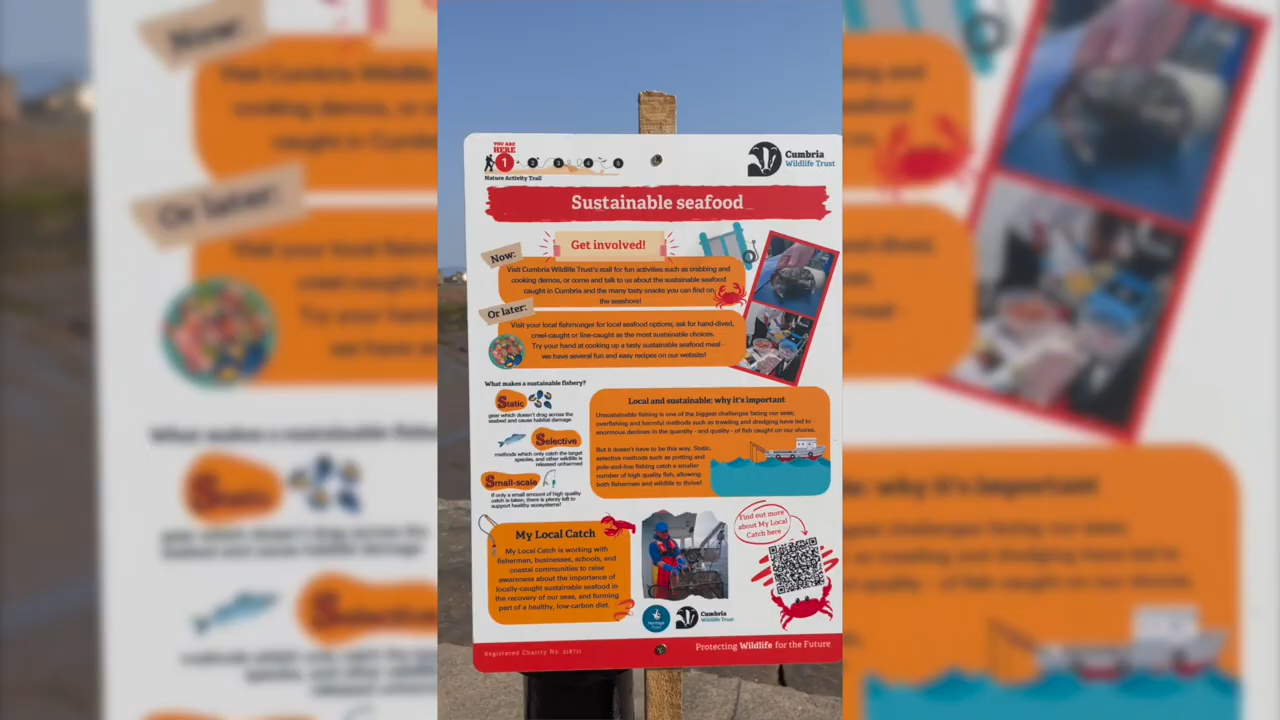 YOU ARE
HERE
1 2 3 4 5
Nature Activity Trail
Cumbria
Wildlife Trust
Sustainable seafood
Get involved!
Now:
Visit Cumbria Wildlife Trust's stall for fun activities such as crabbing and
cooking demos, or come and talk to us about the sustainable seafood
caught in Cumbria and the many tasty snacks you can find on
the seashore!
Or later:
Visit your local fishmonger for local seafood options; ask for hand-dived,
creel-caught or line-caught as the most sustainable choices.
Try your hand at cooking up a tasty sustainable seafood meal -
we have several fun and easy recipes on our website!
What makes a sustainable fishery?
Static
gear which doesn't drag across the
seabed and cause habitat damage
Selective
methods which only catch the target
species, and other wildlife is
released unharmed
Small-scale
if only a small amount of high quality
catch is taken, there is plenty left to
support healthy ecosystems!
Local and sustainable: why it's important
Unsustainable fishing is one of the biggest challenges facing our seas;
overfishing and harmful methods such as trawling and dredging have led to
enormous declines in the quantity - and quality - of fish caught on our shores.
But it doesn't have to be this way. Static,
selective methods such as potting and
pole-and-line fishing catch a smaller
number of high quality fish, allowing
both fishermen and wildlife to thrive!
My Local Catch
My Local Catch is working with
fishermen, businesses, schools, and
coastal communities to raise
awareness about the importance of
locally-caught sustainable seafood in
the recovery of our seas, and forming
part of a healthy, low-carbon diet.
Find out more
about My Local
Catch here
Heritage
Fund
Cumbria
Wildlife Trust
Registered Charity No. 218711
Protecting Wildlife for the Future